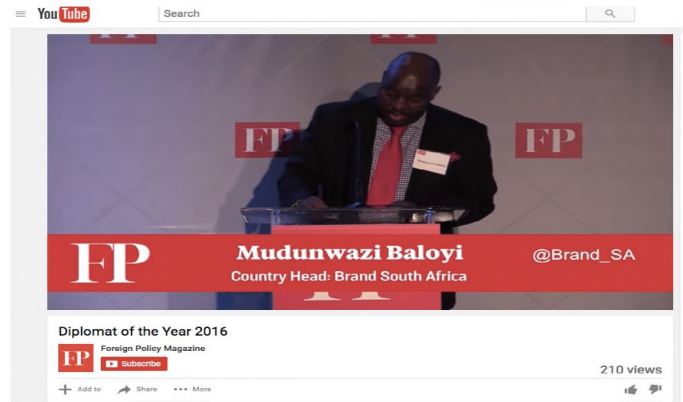 YouTube
Search
FP FP
FP
Mudunwazi Baloyi
@Brand_SA
Country Head: Brand South Africa
Diplomat of the Year 2016
FP
Foreign Policy Magazine
Subscribe
210 views
Add to Share More